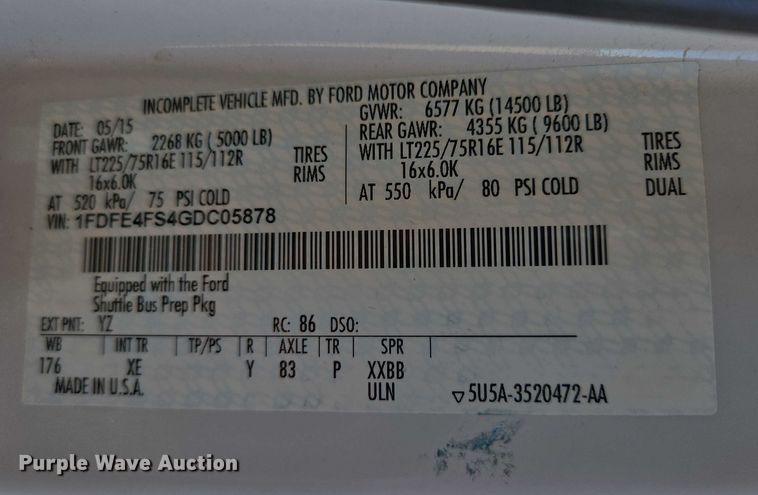 INCOMPLETE VEHICLE MFD. BY FORD MOTOR COMPANY
DATE: 05/15 GVWR: 6577 KG (14500 LB)
FRONT GAWR: 2268 KG ( 5000 LB) REAR GAWR: 4355 KG ( 9600 LB)
WITH LT225/75R16E 115/112R TIRES WITH LT225/75R16E 115/112R TIRES
16x6.0K RIMS 16x6.0K RIMS
AT 520 kPa/ 75 PSI COLD AT 550 kPa/ 80 PSI COLD DUAL
VIN: 1FDFE4FS4GDC05878
Equipped with the Ford
Shuttle Bus Prep Pkg
EXT PNT: YZ RC: 86 DSO:
WB INT TR TP/PS R AXLE TR SPR
176 XE Y 83 P XXBB
MADE IN U.S.A. ULN ▽5U5A-3520472-AA
Purple Wave Auction